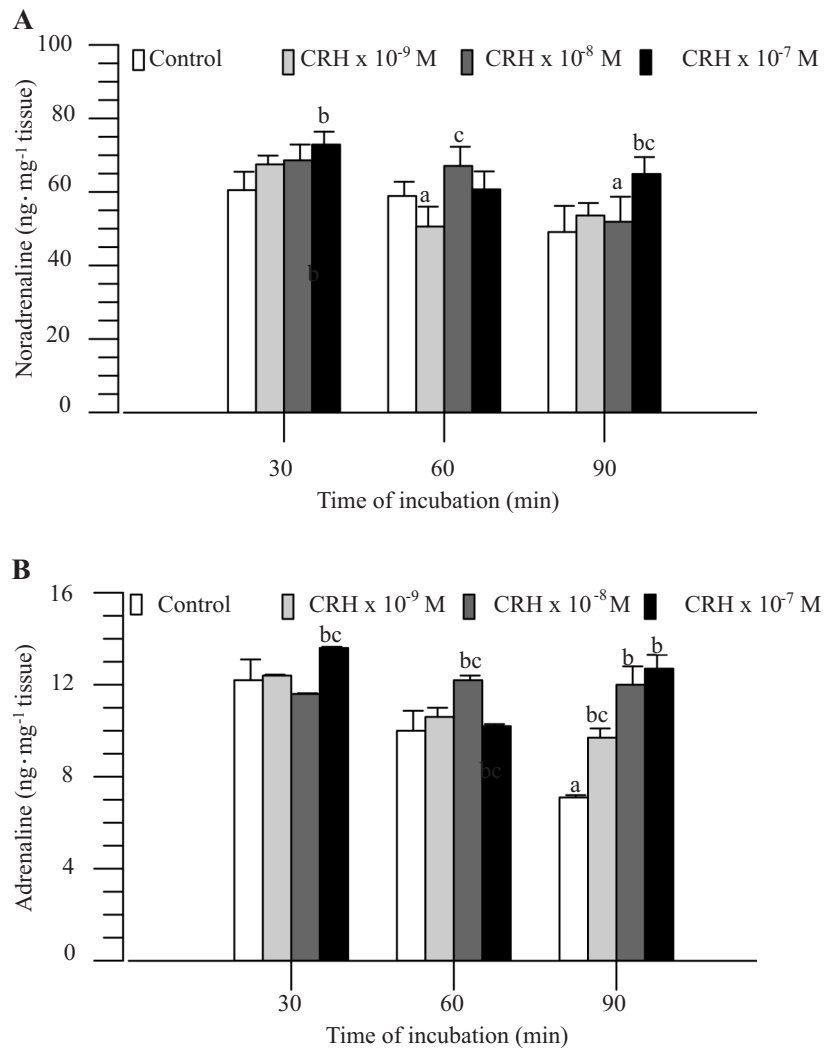 A
100
Control CRH x 10⁻⁹ M CRH x 10⁻⁸ M CRH x 10⁻⁷ M
80
60
40
20
0
Noradrenaline (ng·mg⁻¹ tissue)
b
c
bc
a
a
b
30 60 90
Time of incubation (min)
B
16
Control CRH x 10⁻⁹ M CRH x 10⁻⁸ M CRH x 10⁻⁷ M
12
8
4
0
Adrenaline (ng·mg⁻¹ tissue)
bc
bc
b b
bc
bc
a
30 60 90
Time of incubation (min)